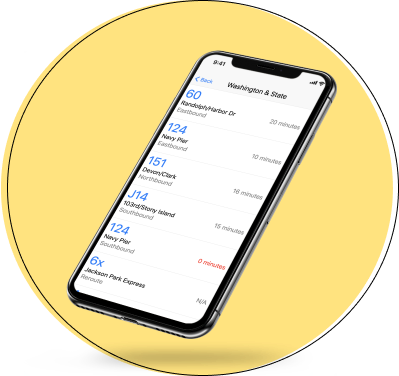 9:41
Back
Washington & State
60
Randolph/Harbor Dr
Eastbound
20 minutes
124
Navy Pier
Eastbound
10 minutes
151
Devon/Clark
Northbound
16 minutes
J14
103rd/Stony Island
Southbound
15 minutes
124
Navy Pier
Southbound
0 minutes
6x
Jackson Park Express
Reroute
N/A